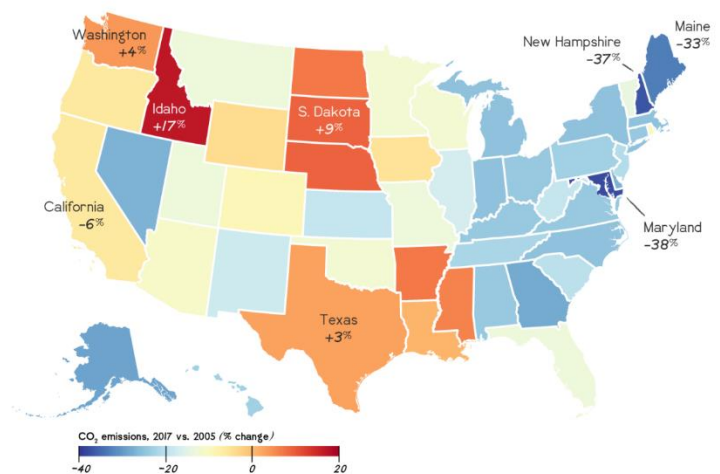 Washington
+4%
Maine
-33%
New Hampshire
-37%
Idaho
+17%
S. Dakota
+9%
California
-6%
Maryland
-38%
Texas
+3%
CO₂ emissions, 2017 vs. 2005 (% change)
-40 -20 0 20